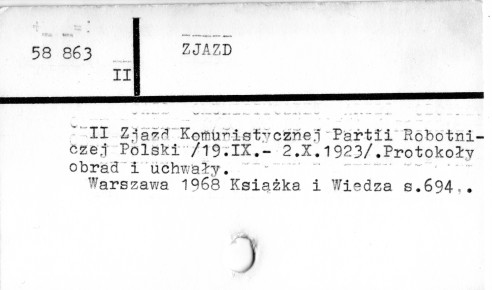 58 863
ZJAZD
II
II Zjazd Komunistycznej Partii Robotni-
czej Polski /19.IX.- 2.X.1923/.Protokoły
obrad i uchwały.
Warszawa 1968 Książka i Wiedza s.694..